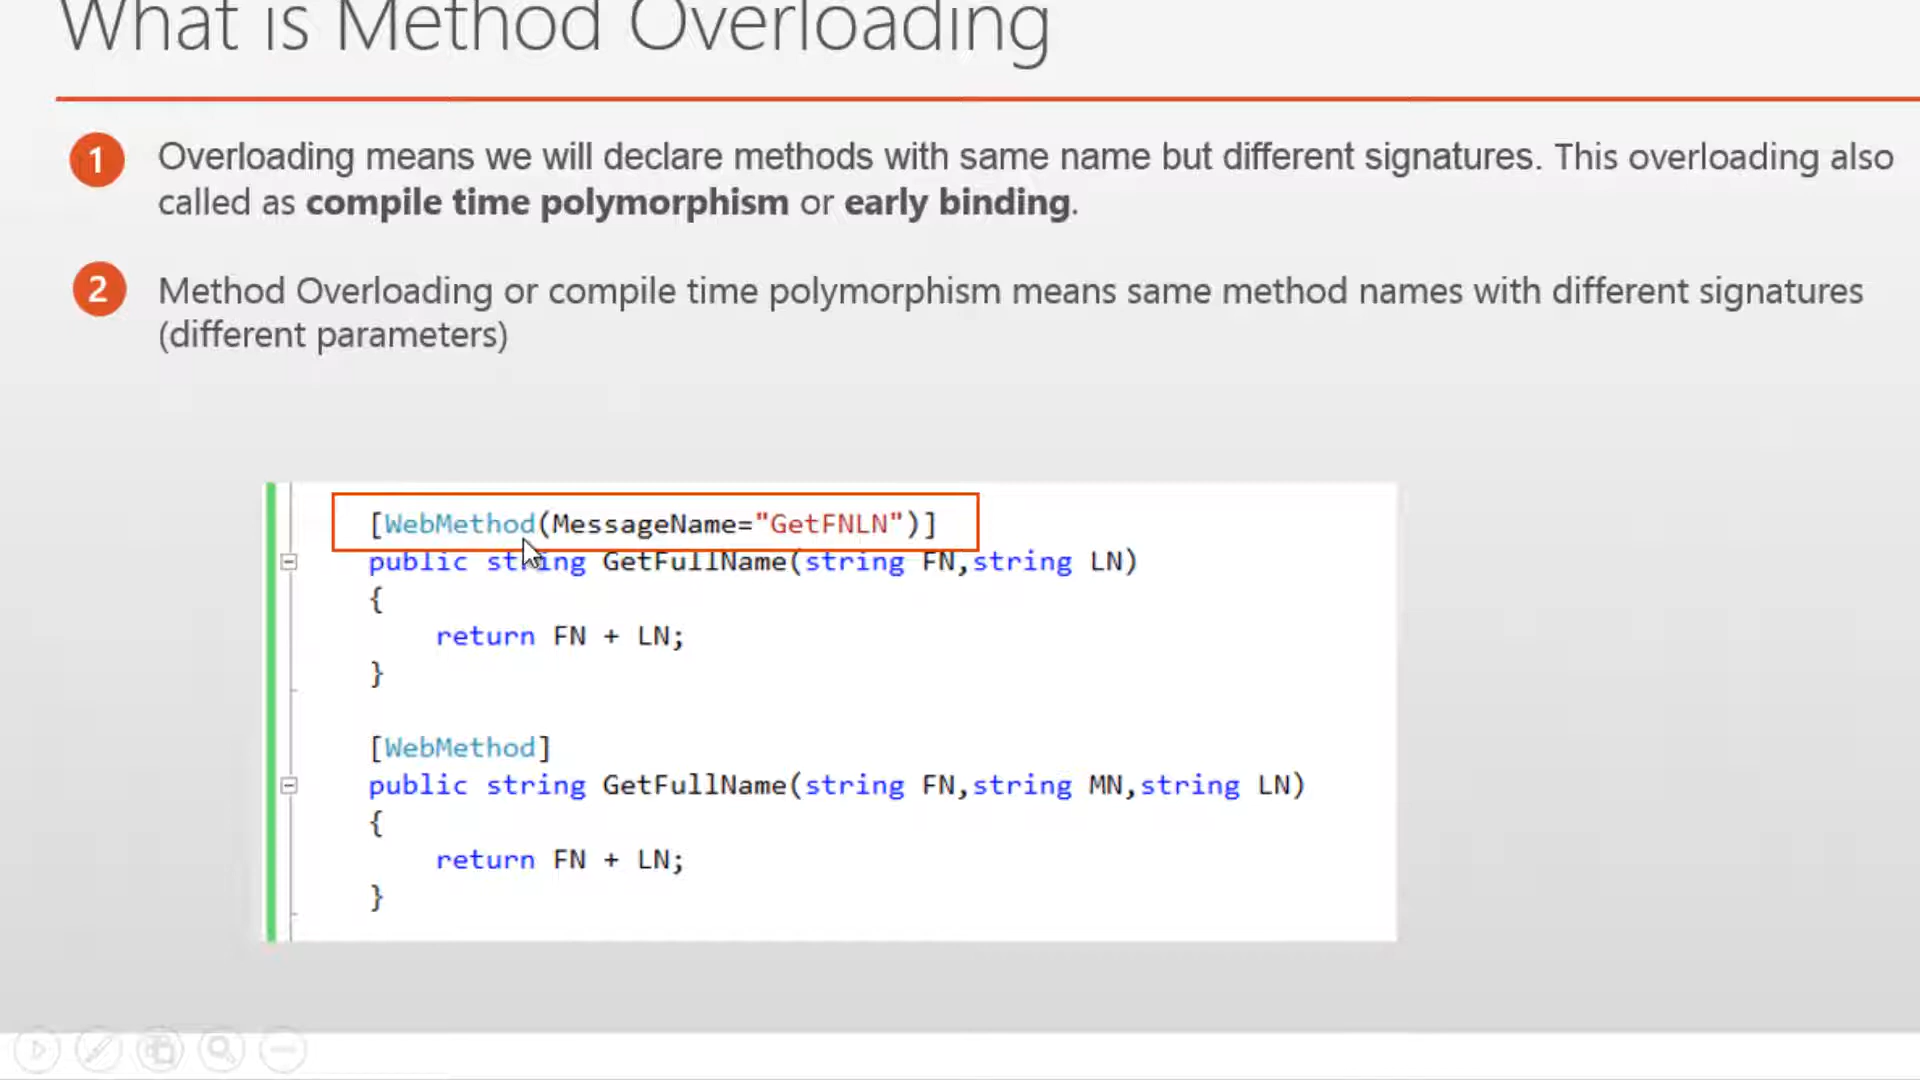 What is Method Overloading
1 Overloading means we will declare methods with same name but different signatures. This overloading also
called as compile time polymorphism or early binding.
2 Method Overloading or compile time polymorphism means same method names with different signatures
(different parameters)
[WebMethod(MessageName="GetFNLN")]
public string GetFullName(string FN,string LN)
{
return FN + LN;
}
[WebMethod]
public string GetFullName(string FN,string MN,string LN)
{
return FN + LN;
}